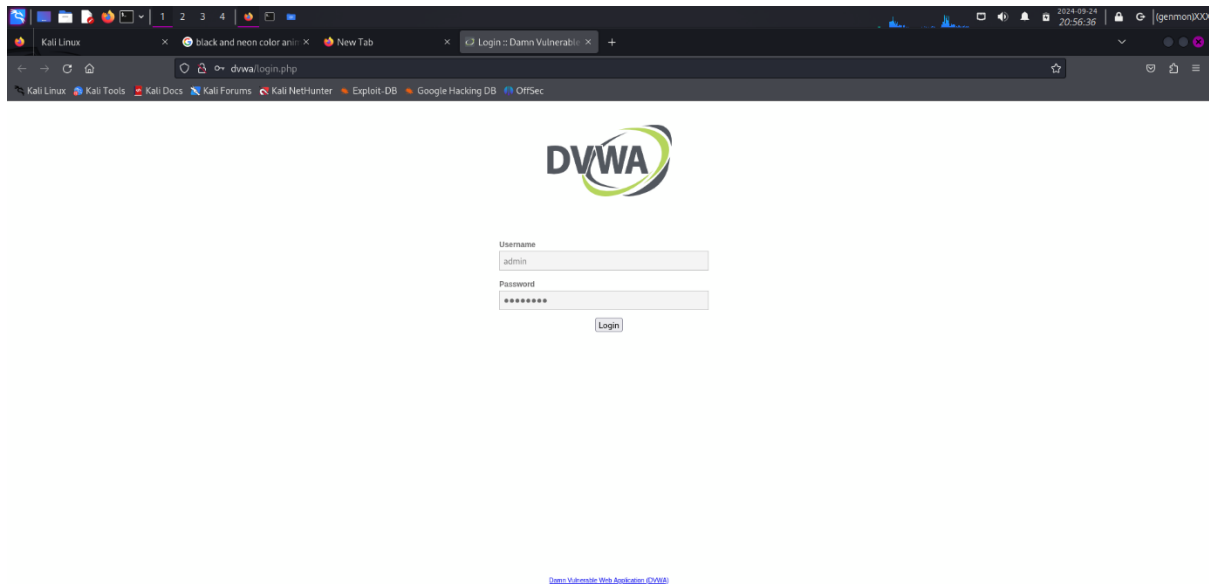 1 2 3 4
2024-09-24
20:56:36
(genmon)XXX
Kali Linux
black and neon color anin
New Tab
Login :: Damn Vulnerable
dvwa/login.php
Kali Linux Kali Tools Kali Docs Kali Forums Kali NetHunter Exploit-DB Google Hacking DB OffSec
DVWA
Username
admin
Password
Login
Damn Vulnerable Web Application (DVWA)